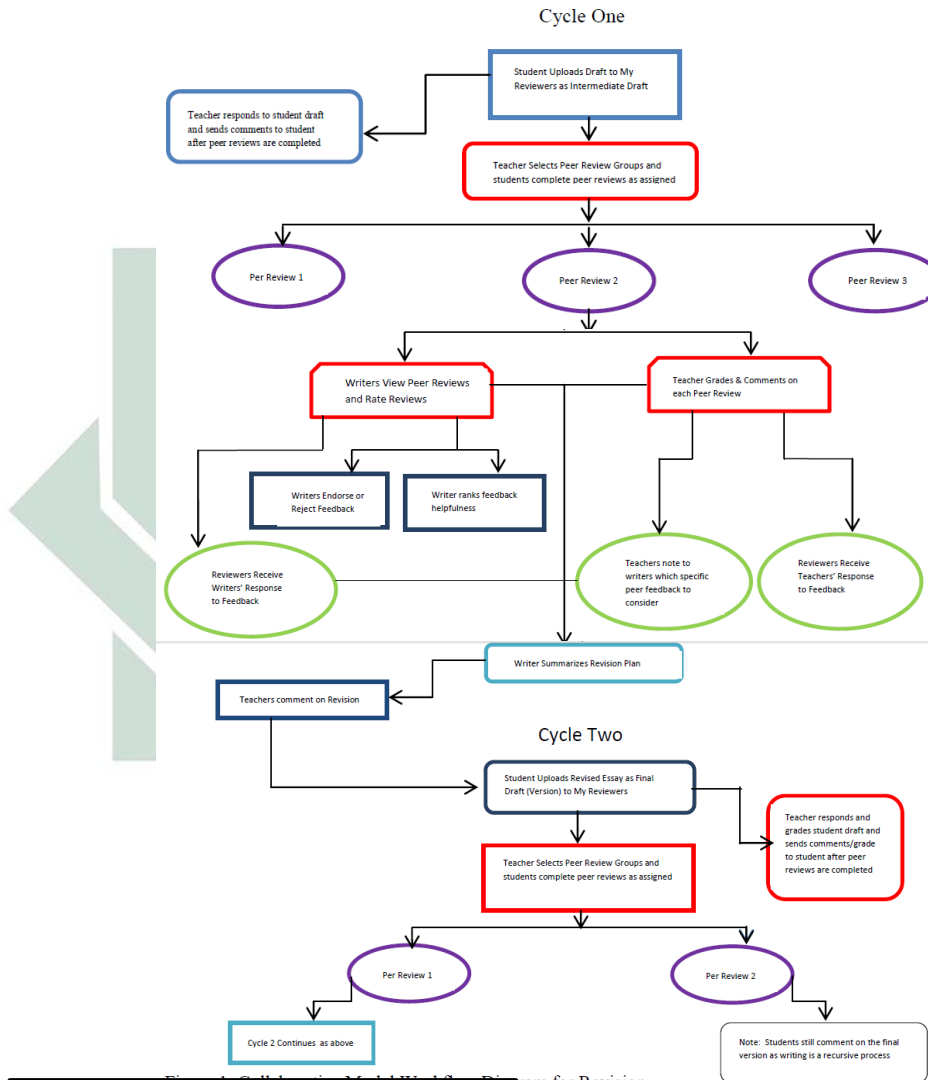 Cycle One
Student Uploads Draft to My
Reviewers as Intermediate Draft
Teacher responds to student draft
and sends comments to student
after peer reviews are completed
Teacher Selects Peer Review Groups and
students complete peer reviews as assigned
Per Review 1
Peer Review 2
Peer Review 3
Writers View Peer Reviews
and Rate Reviews
Teacher Grades & Comments on
each Peer Review
Writers Endorse or
Reject Feedback
Writer ranks feedback
helpfulness
Reviewers Receive
Writers' Response
to Feedback
Teachers note to
writers which specific
peer feedback to
consider
Reviewers Receive
Teachers' Response
to Feedback
Writer Summarizes Revision Plan
Teachers comment on Revision
Cycle Two
Student Uploads Revised Essay as Final
Draft (Version) to My Reviewers
Teacher responds and
grades student draft and
sends comments/grade
to student after peer
reviews are completed
Teacher Selects Peer Review Groups and
students complete peer reviews as assigned
Per Review 1
Per Review 2
Cycle 2 Continues as above
Note: Students still comment on the final
version as writing is a recursive process
Diagram for Revision